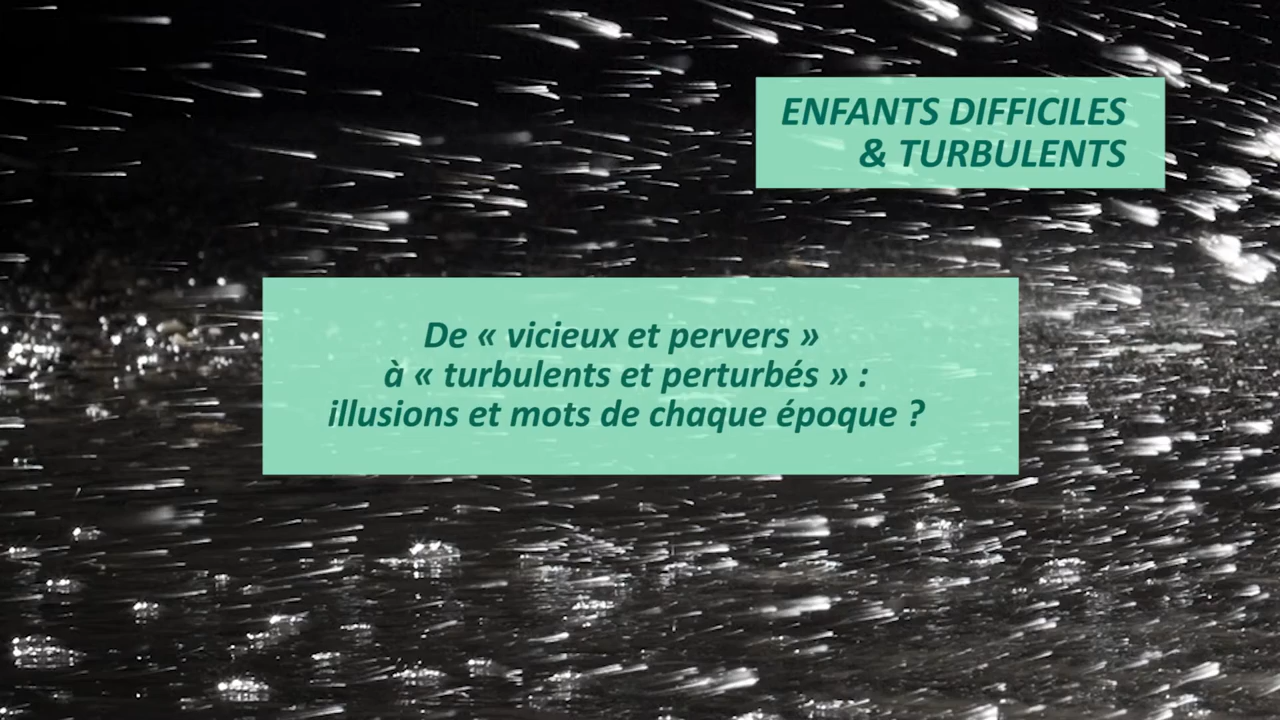 ENFANTS DIFFICILES
& TURBULENTS
De « vicieux et pervers »
à « turbulents et perturbés » :
illusions et mots de chaque époque ?